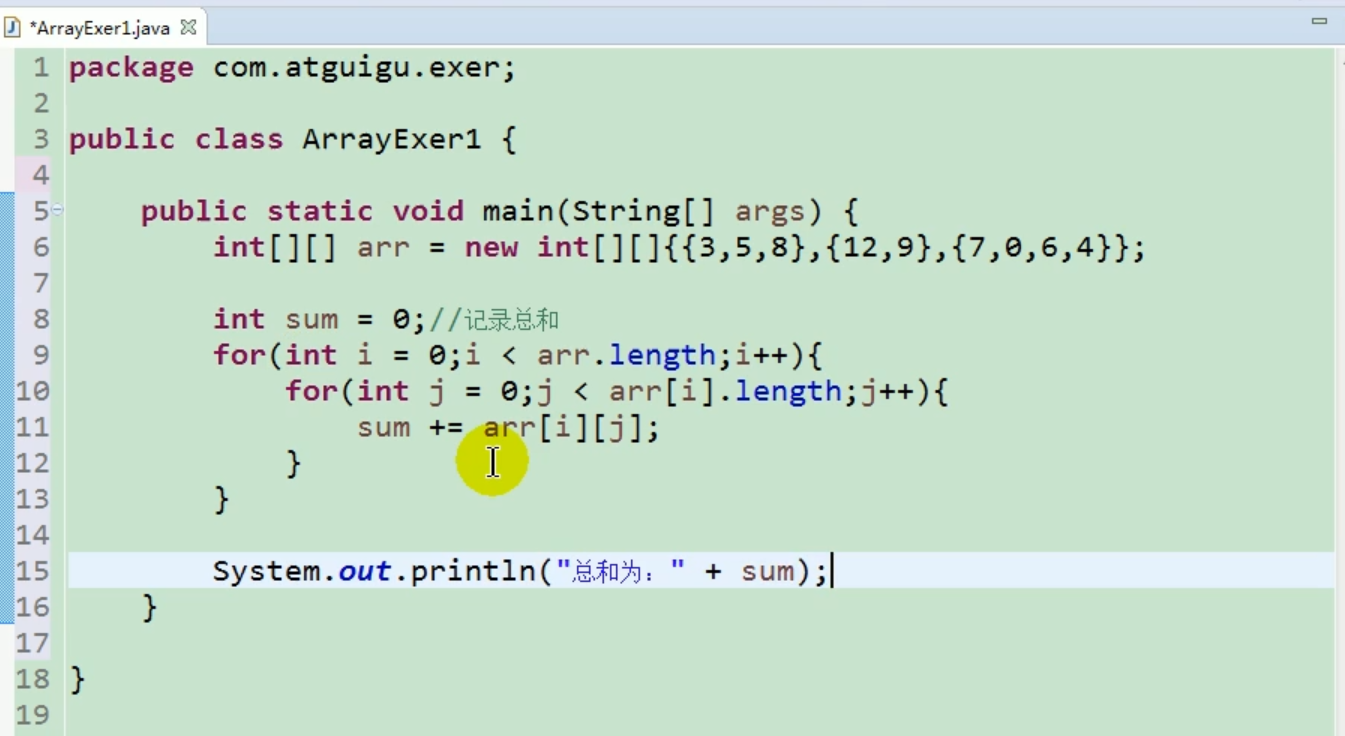 *ArrayExer1.java
1 package com.atguigu.exer;
2
3 public class ArrayExer1 {
4
5 public static void main(String[] args) {
6 int[][] arr = new int[][]{{3,5,8},{12,9},{7,0,6,4}};
7
8 int sum = 0;//记录总和
9 for(int i = 0;i < arr.length;i++){
10 for(int j = 0;j < arr[i].length;j++){
11 sum += arr[i][j];
12 }
13 }
14
15 System.out.println("总和为：" + sum);
16 }
17
18 }
19